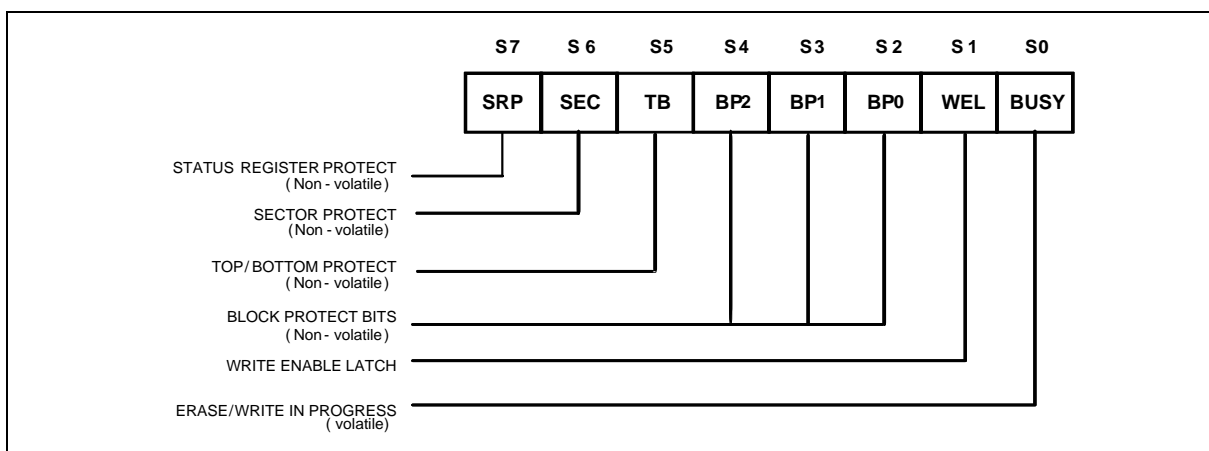 S7 S 6 S5 S4 S3 S 2 S 1 S0
SRP SEC TB BP2 BP1 BP0 WEL BUSY
STATUS REGISTER PROTECT
( Non - volatile )
SECTOR PROTECT
(Non - volatile)
TOP/ BOTTOM PROTECT
(Non - volatile)
BLOCK PROTECT BITS
( Non - volatile)
WRITE ENABLE LATCH
ERASE/WRITE IN PROGRESS
( volatile)